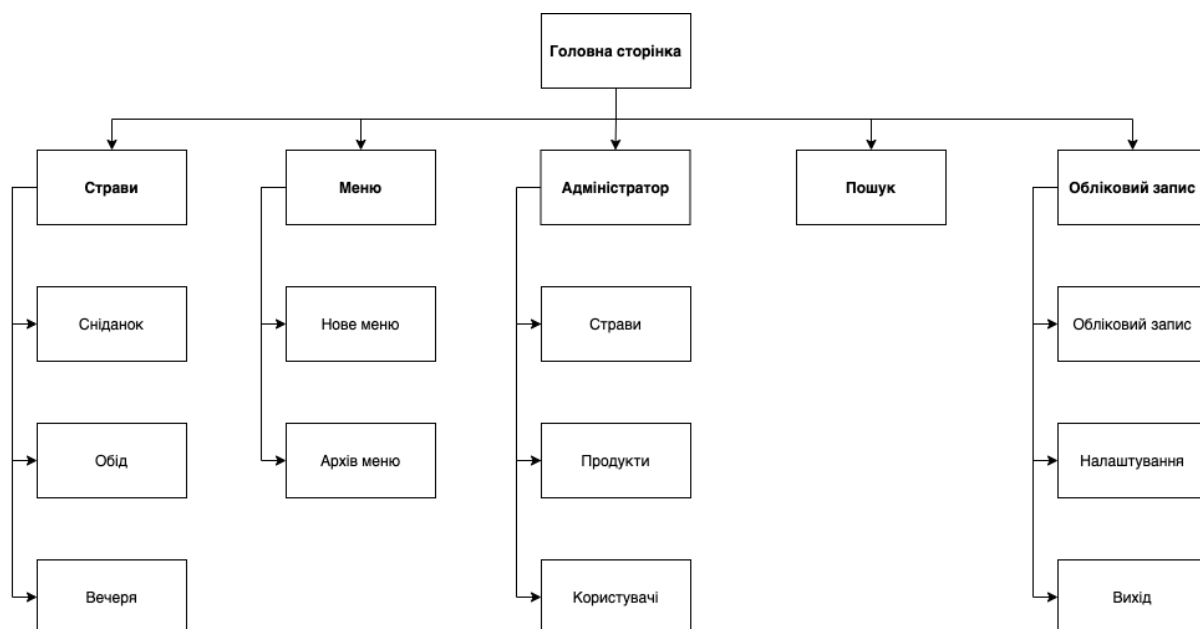 Головна сторінка
Страви
Меню
Адміністратор
Пошук
Обліковий запис
Сніданок
Нове меню
Страви
Обліковий запис
Обід
Архів меню
Продукти
Налаштування
Вечеря
Користувачі
Вихід